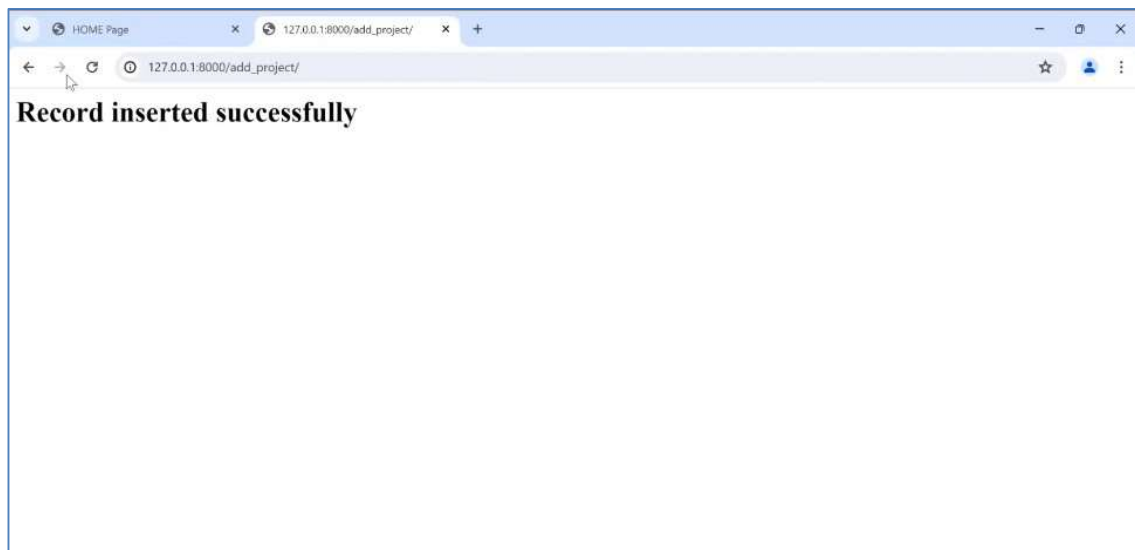 HOME Page
127.0.0.1:8000/add_project/
127.0.0.1:8000/add_project/
Record inserted successfully